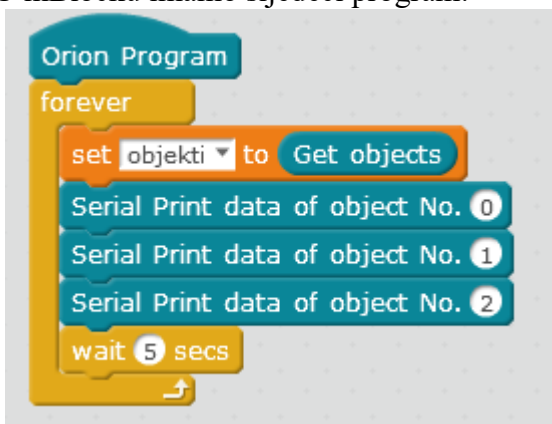 Orion Program
forever
set objekti to Get objects
Serial Print data of object No. 0
Serial Print data of object No. 1
Serial Print data of object No. 2
wait 5 secs